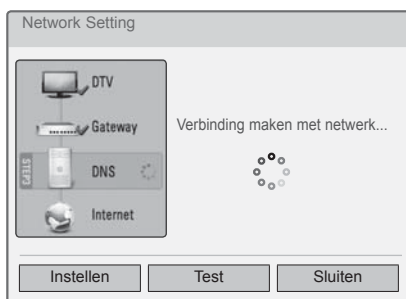 Network Setting
DTV
Gateway
Verbinding maken met netwerk...
STEP3
DNS
Internet
Instellen
Test
Sluiten